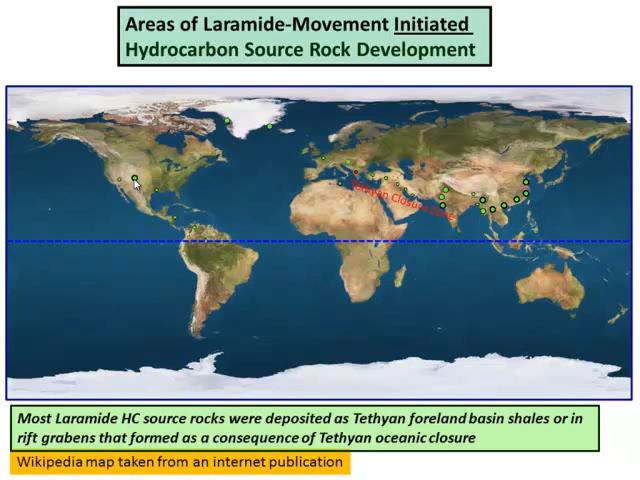 Areas of Laramide-Movement Initiated
Hydrocarbon Source Rock Development
Tethyan Closure Zone
Most Laramide HC source rocks were deposited as Tethyan foreland basin shales or in
rift grabens that formed as a consequence of Tethyan oceanic closure
Wikipedia map taken from an internet publication